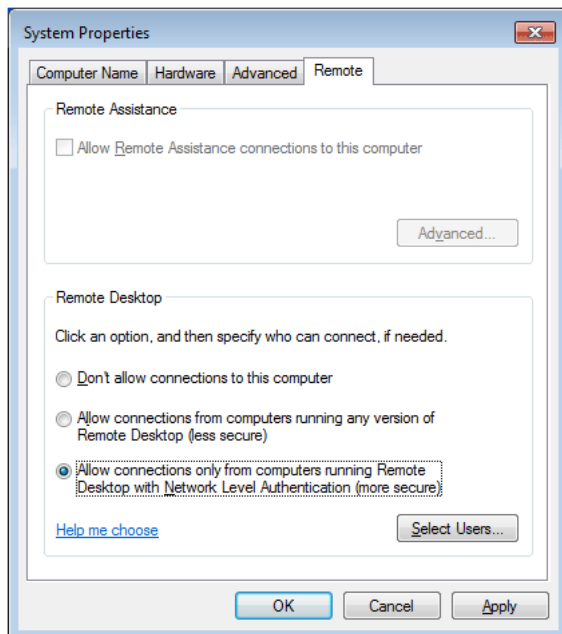 System Properties
Computer Name Hardware Advanced Remote
Remote Assistance
Allow Remote Assistance connections to this computer
Advanced...
Remote Desktop
Click an option, and then specify who can connect, if needed.
Don't allow connections to this computer
Allow connections from computers running any version of
Remote Desktop (less secure)
Allow connections only from computers running Remote
Desktop with Network Level Authentication (more secure)
Help me choose Select Users...
OK Cancel Apply